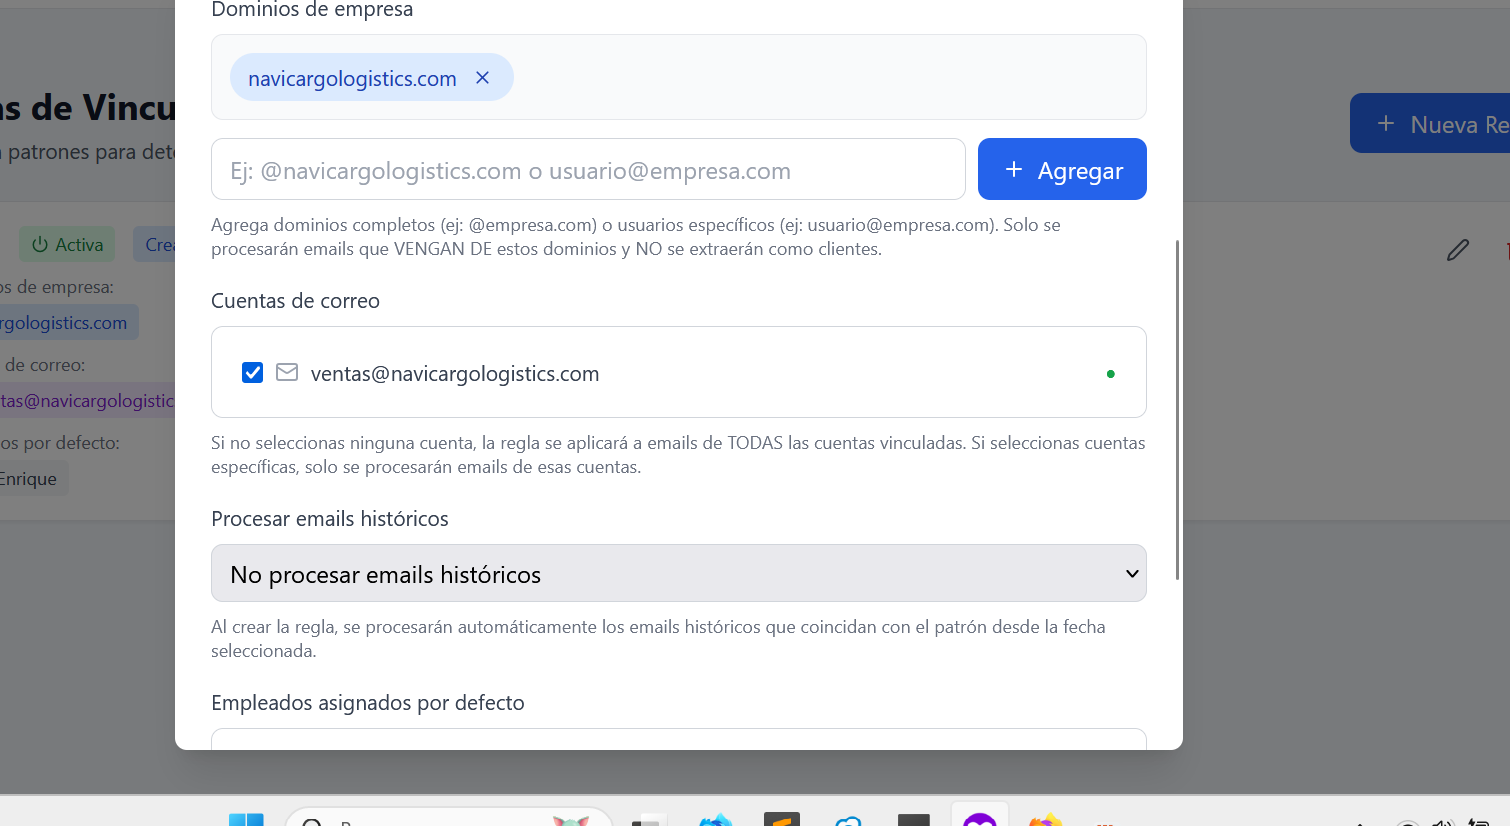 Dominios de empresa
navicargologistics.com
as de Vincu
+ Nueva Re
patrones para dete
Ej: @navicargologistics.com o usuario@empresa.com
+ Agregar
Agrega dominios completos (ej: @empresa.com) o usuarios específicos (ej: usuario@empresa.com). Solo se
procesarán emails que VENGAN DE estos dominios y NO se extraerán como clientes.
Activa
Crea
os de empresa:
rgologistics.com
Cuentas de correo
de correo:
ventas@navicargologistics.com
tas@navicargologistic
os por defecto:
Enrique
Si no seleccionas ninguna cuenta, la regla se aplicará a emails de TODAS las cuentas vinculadas. Si seleccionas cuentas
específicas, solo se procesarán emails de esas cuentas.
Procesar emails históricos
No procesar emails históricos
Al crear la regla, se procesarán automáticamente los emails históricos que coincidan con el patrón desde la fecha
seleccionada.
Empleados asignados por defecto